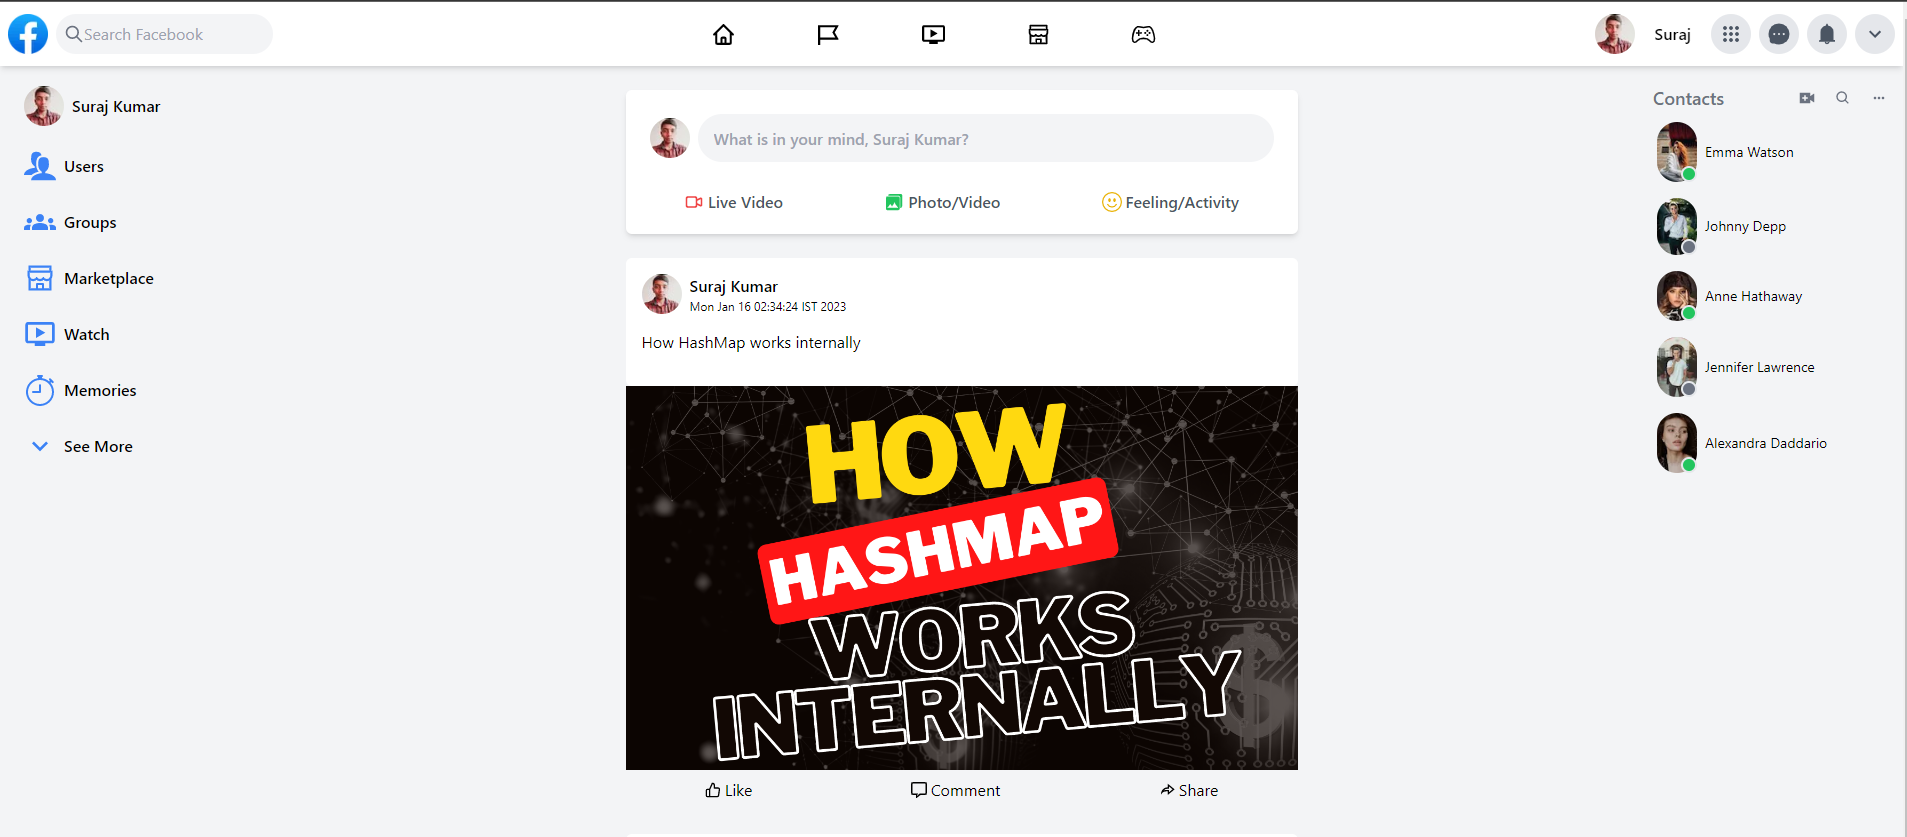 Search Facebook
Suraj
Suraj Kumar
Users
Groups
Marketplace
Watch
Memories
See More
What is in your mind, Suraj Kumar?
Live Video
Photo/Video
Feeling/Activity
Suraj Kumar
Mon Jan 16 02:34:24 IST 2023
How HashMap works internally
HOW
HASHMAP
WORKS
INTERNALLY
Like
Comment
Share
Contacts
Emma Watson
Johnny Depp
Anne Hathaway
Jennifer Lawrence
Alexandra Daddario